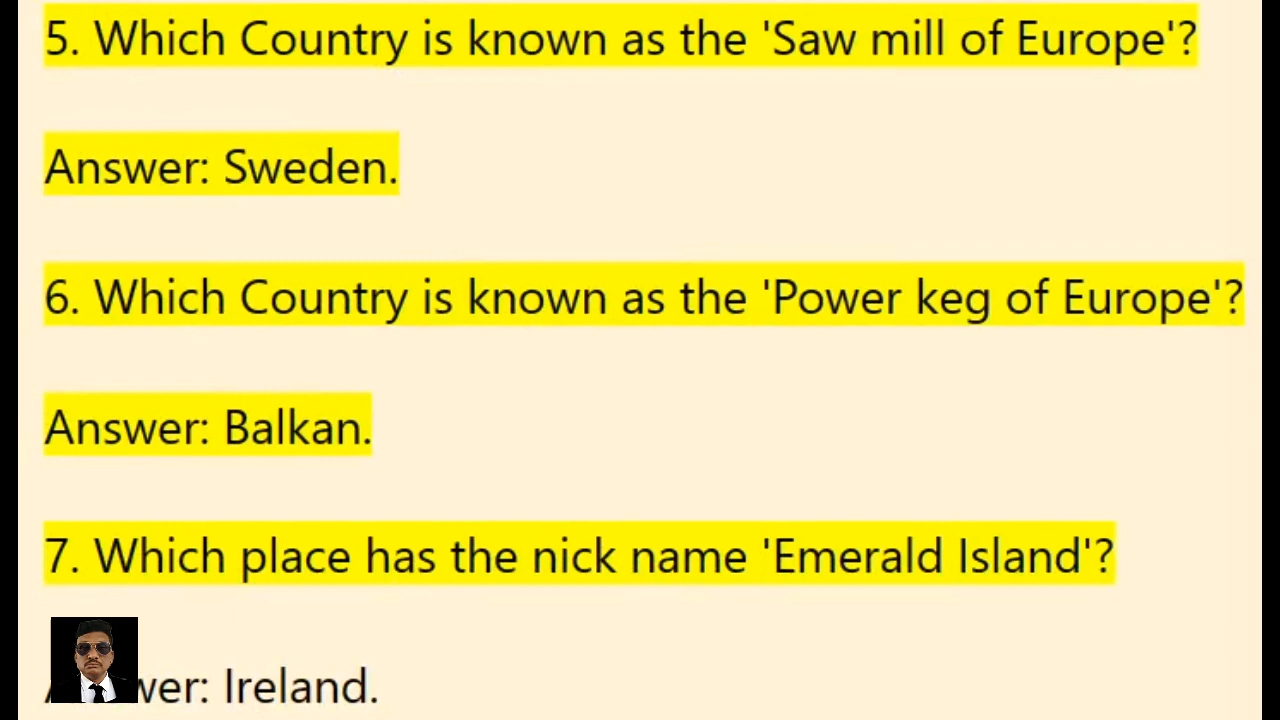 5. Which Country is known as the 'Saw mill of Europe'?
Answer: Sweden.
6. Which Country is known as the 'Power keg of Europe'?
Answer: Balkan.
7. Which place has the nick name 'Emerald Island'?
wer: Ireland.